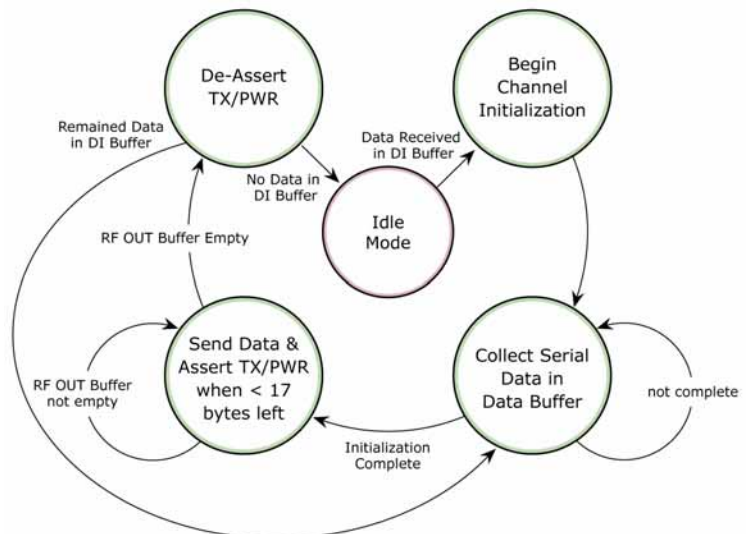 De-Assert
TX/PWR
Begin
Channel
Initialization
Remained Data
in DI Buffer
Data Received
in DI Buffer
No Data in
DI Buffer
Idle
Mode
RF OUT Buffer Empty
Send Data &
Assert TX/PWR
when < 17
bytes left
Collect Serial
Data in
Data Buffer
RF OUT Buffer
not empty
not complete
Initialization
Complete